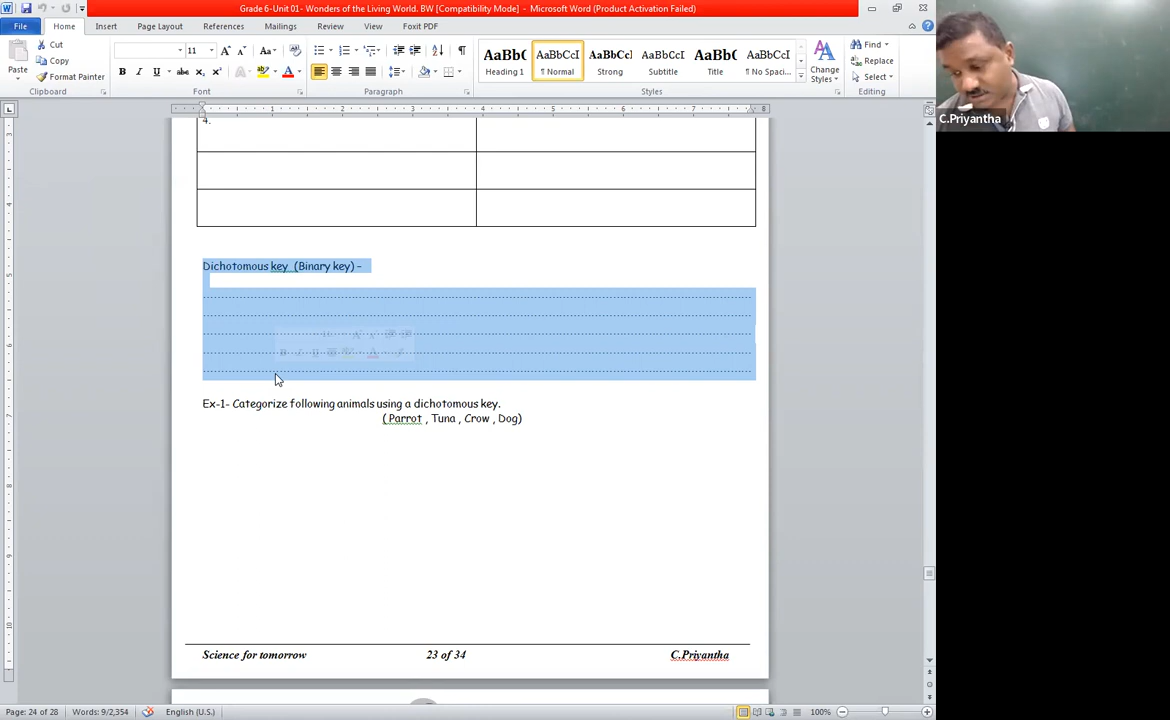 Grade 6-Unit 01- Wonders of the Living World. BW [Compatibility Mode] - Microsoft Word (Product Activation Failed)
File Home Insert Page Layout References Mailings Review View Foxit PDF
Paste
Cut
Copy
Format Painter
Clipboard
11
Font
Paragraph
AaBb( AaBbCcI AaBbCcI AaBbCcI AaBb( AaBbCcI
Heading 1 ¶ Normal Strong Subtitle Title ¶ No Spaci...
Change Styles
Styles
Find
Replace
Select
Editing
C.Priyantha
4.
Dichotomous key (Binary key) –
Ex-1- Categorize following animals using a dichotomous key.
( Parrot , Tuna , Crow , Dog)
Science for tomorrow 23 of 34 C.Priyantha
Page: 24 of 28 Words: 9/2,354 English (U.S.) 100%